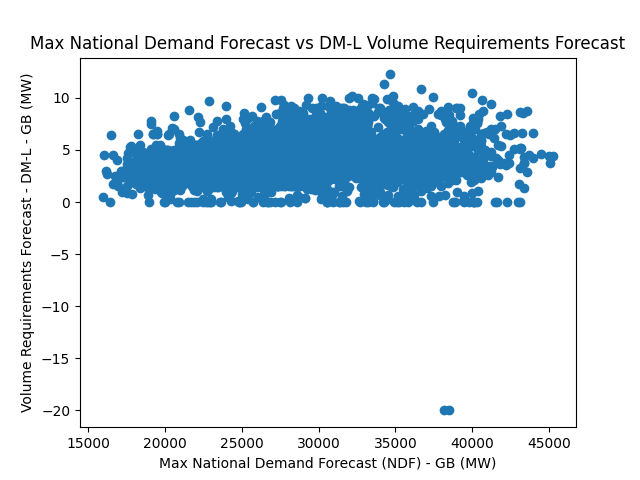 Max National Demand Forecast vs DM-L Volume Requirements Forecast
Volume Requirements Forecast - DM-L - GB (MW)
10
5
0
−5
−10
−15
−20
15000 20000 25000 30000 35000 40000 45000
Max National Demand Forecast (NDF) - GB (MW)